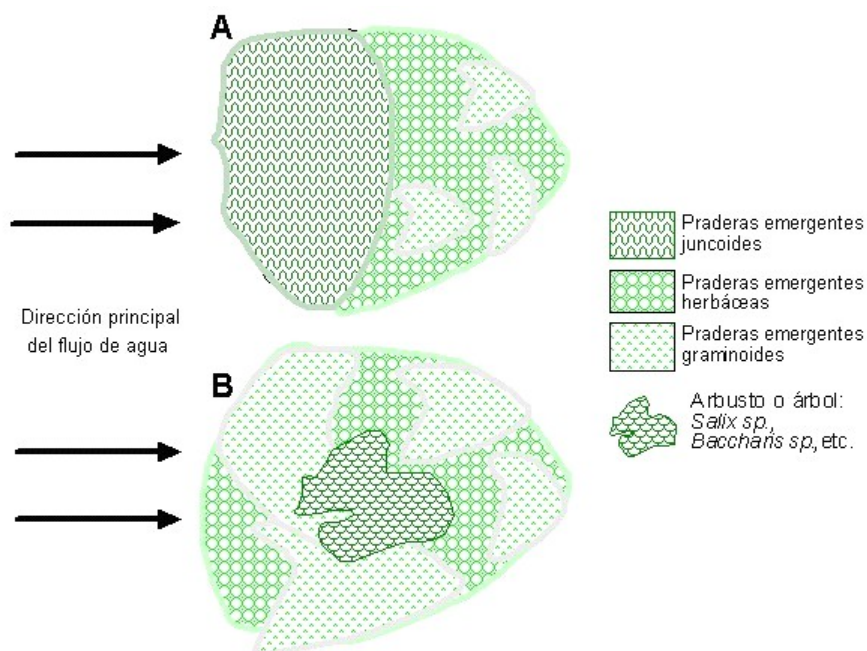 A
Dirección principal
del flujo de agua
B
Praderas emergentes
juncoides
Praderas emergentes
herbáceas
Praderas emergentes
graminoides
Arbusto o árbol:
Salix sp.,
Baccharis sp, etc.